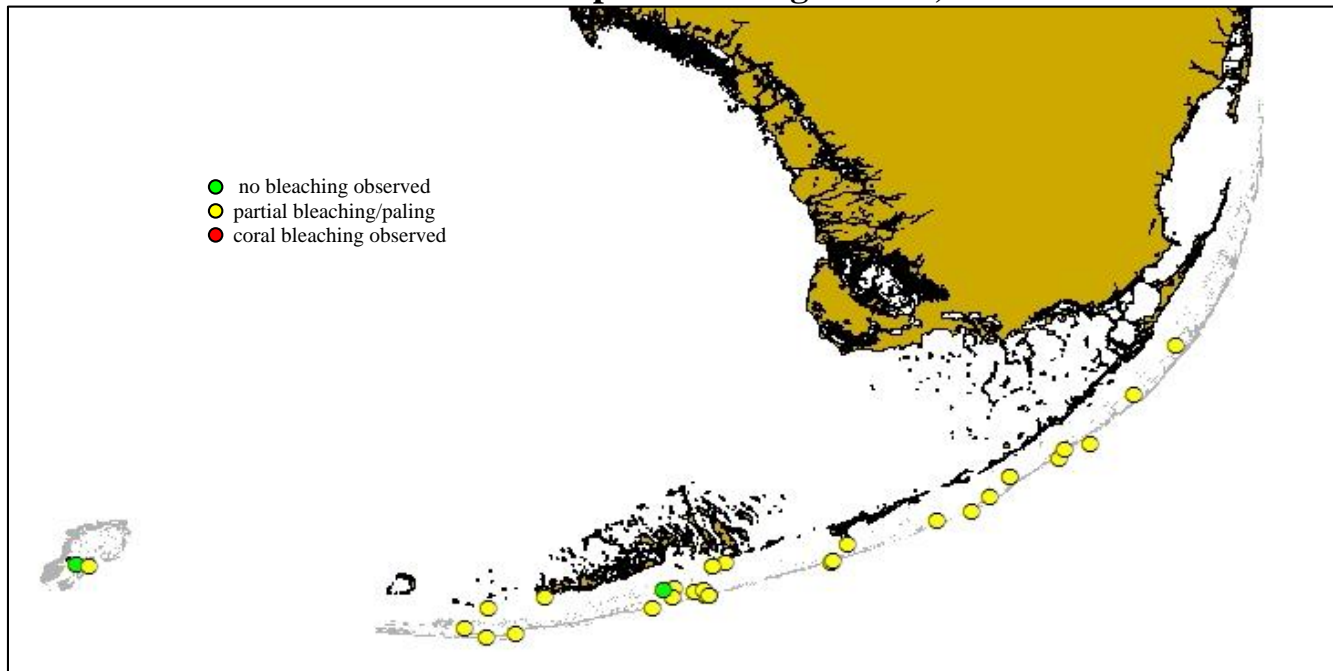 no bleaching observed
partial bleaching/paling
coral bleaching observed